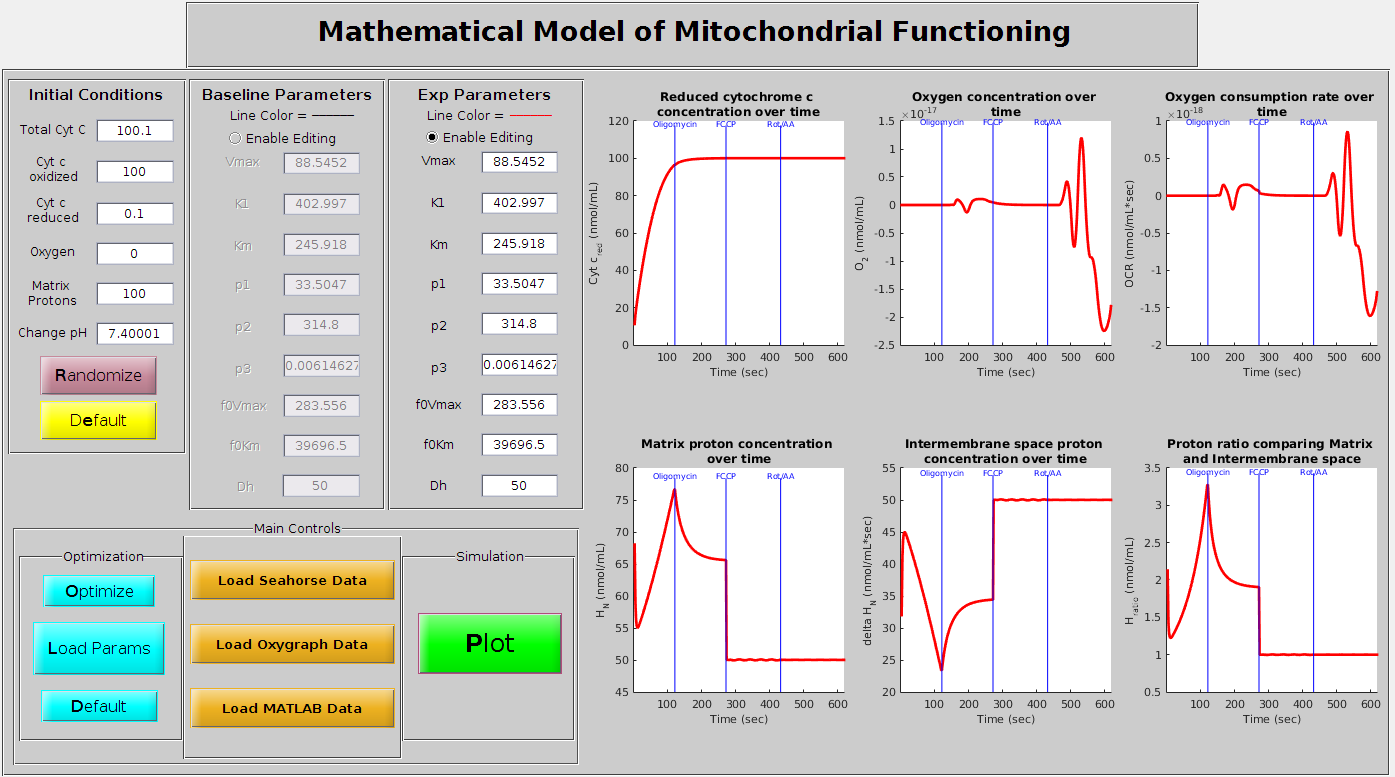 Mathematical Model of Mitochondrial Functioning
Initial Conditions
Total Cyt C 100.1
Cyt c
oxidized 100
Cyt c
reduced 0.1
Oxygen 0
Matrix
Protons 100
Change pH 7.40001
Randomize
Default
Baseline Parameters
Line Color =
Enable Editing
Vmax 88.5452
K1 402.997
Km 245.918
p1 33.5047
p2 314.8
p3 0.00614627
f0Vmax 283.556
f0Km 39696.5
Dh 50
Exp Parameters
Line Color =
Enable Editing
Vmax 88.5452
K1 402.997
Km 245.918
p1 33.5047
p2 314.8
p3 0.00614627
f0Vmax 283.556
f0Km 39696.5
Dh 50
Main Controls
Optimization
Optimize
Load Params
Default
Load Seahorse Data
Load Oxygraph Data
Load MATLAB Data
Simulation
Plot
Reduced cytochrome c
concentration over time
Oligomycin FCCP Rot/AA
Cyt c red (nmol/mL)
120
100
80
60
40
20
0
100 200 300 400 500 600
Time (sec)
Oxygen concentration over
time
×10^-17
Oligomycin FCCP Rot/AA
O2 (nmol/mL)
1.5
1
0.5
0
-0.5
-1
-1.5
-2
-2.5
100 200 300 400 500 600
Time (sec)
Oxygen consumption rate over
time
×10^-18
Oligomycin FCCP Rot/AA
OCR (nmol/mL*sec)
1
0.5
0
-0.5
-1
-1.5
-2
100 200 300 400 500 600
Time (sec)
Matrix proton concentration
over time
Oligomycin FCCP Rot/AA
H_N (nmol/mL)
80
75
70
65
60
55
50
45
100 200 300 400 500 600
Time (sec)
Intermembrane space proton
concentration over time
Oligomycin FCCP Rot/AA
delta H_N (nmol/mL*sec)
55
50
45
40
35
30
25
20
100 200 300 400 500 600
Time (sec)
Proton ratio comparing Matrix
and Intermembrane space
Oligomycin FCCP Rot/AA
H_ratio (nmol/mL)
3.5
3
2.5
2
1.5
1
0.5
100 200 300 400 500 600
Time (sec)